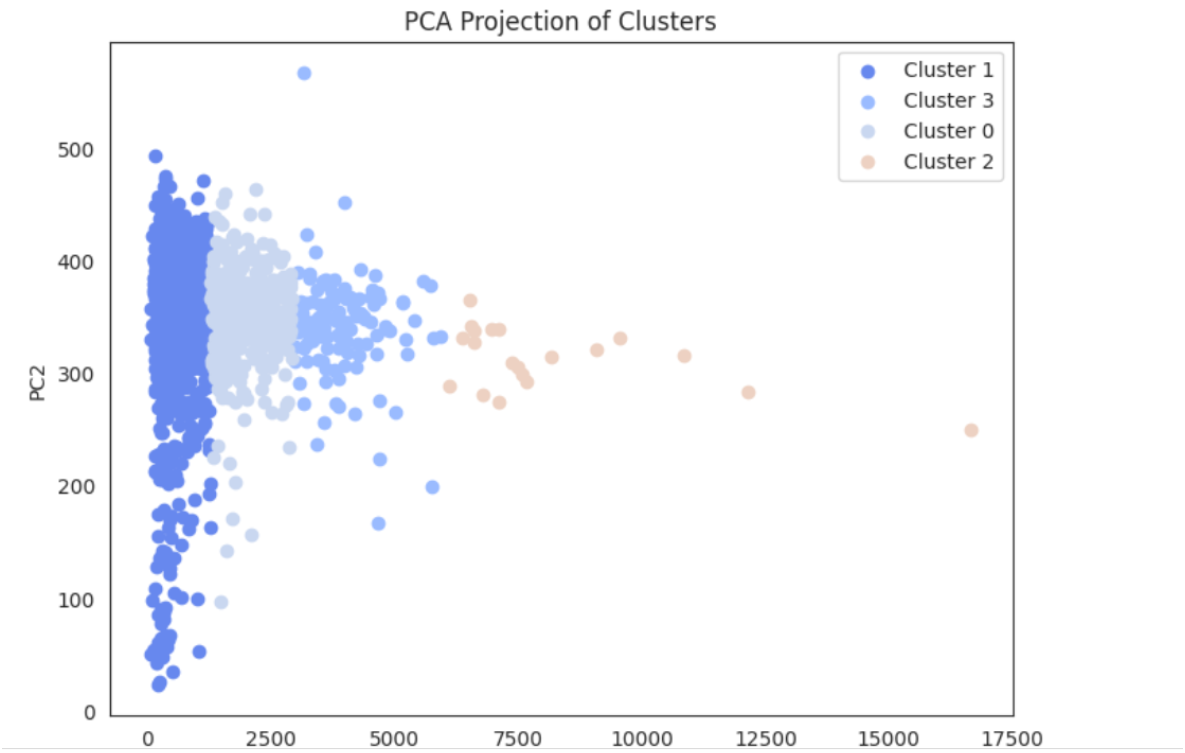 PCA Projection of Clusters
Cluster 1
Cluster 3
Cluster 0
Cluster 2
500
400
300
200
100
0
PC2
0 2500 5000 7500 10000 12500 15000 17500